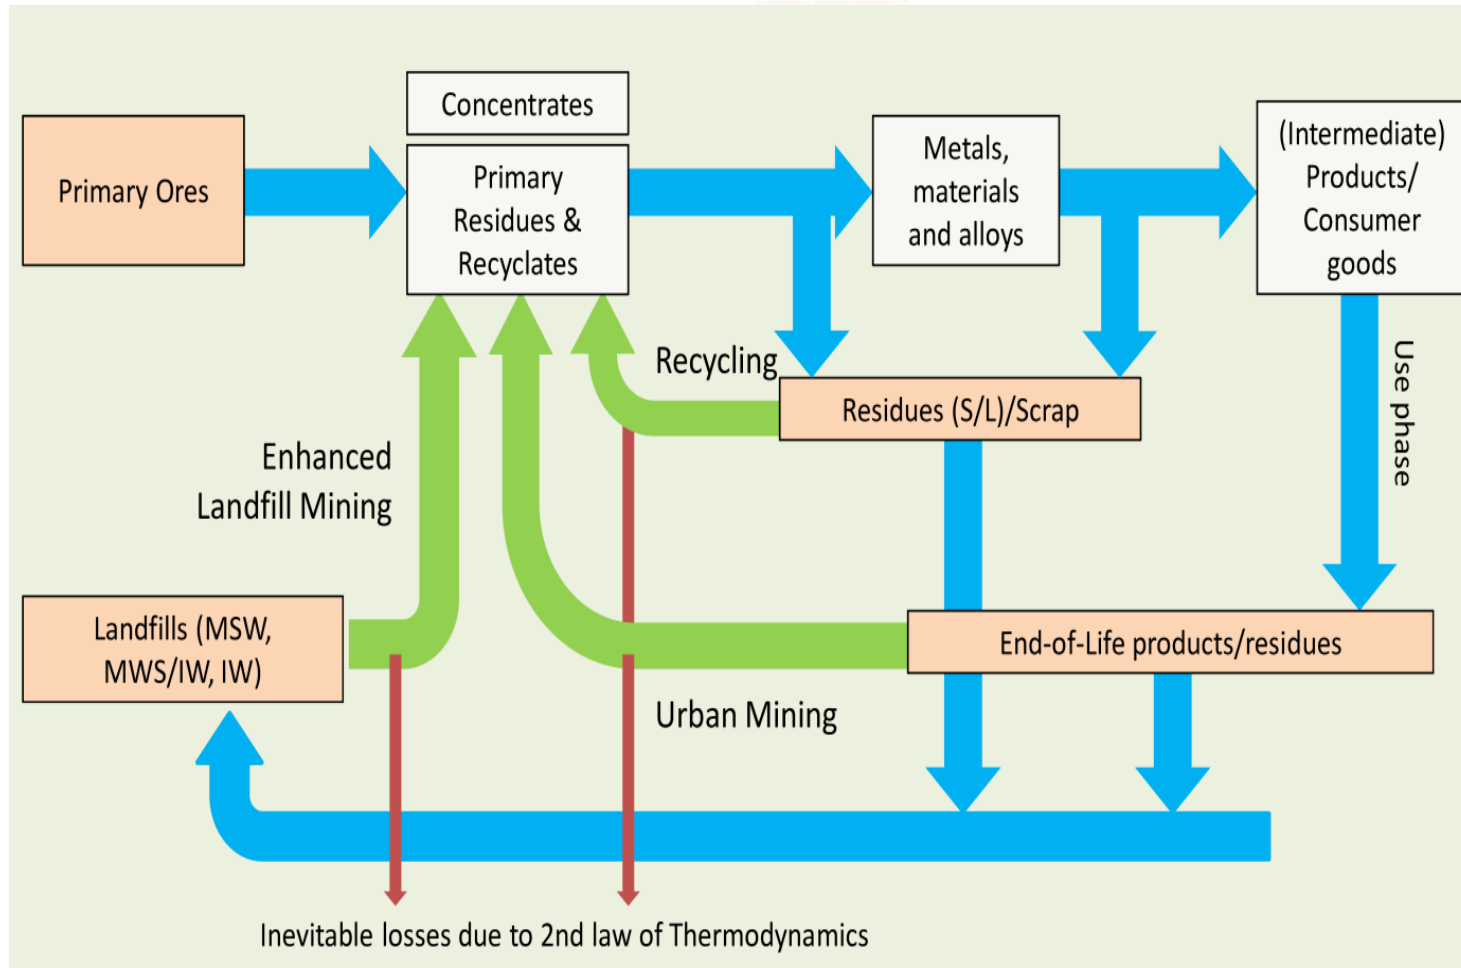 Concentrates
Primary Ores
Primary
Residues &
Recyclates
Metals,
materials
and alloys
(Intermediate)
Products/
Consumer
goods
Recycling
Use phase
Residues (S/L)/Scrap
Enhanced
Landfill Mining
Landfills (MSW,
MWS/IW, IW)
End-of-Life products/residues
Urban Mining
Inevitable losses due to 2nd law of Thermodynamics